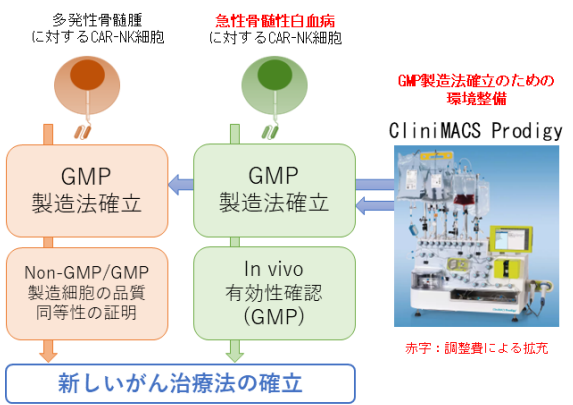 多発性骨髄腫
に対するCAR-NK細胞
急性骨髄性白血病
に対するCAR-NK細胞
GMP製造法確立のための
環境整備
CliniMACS Prodigy
GMP
製造法確立
GMP
製造法確立
Non-GMP/GMP
製造細胞の品質
同等性の証明
In vivo
有効性確認
(GMP)
赤字：調整費による拡充
新しいがん治療法の確立